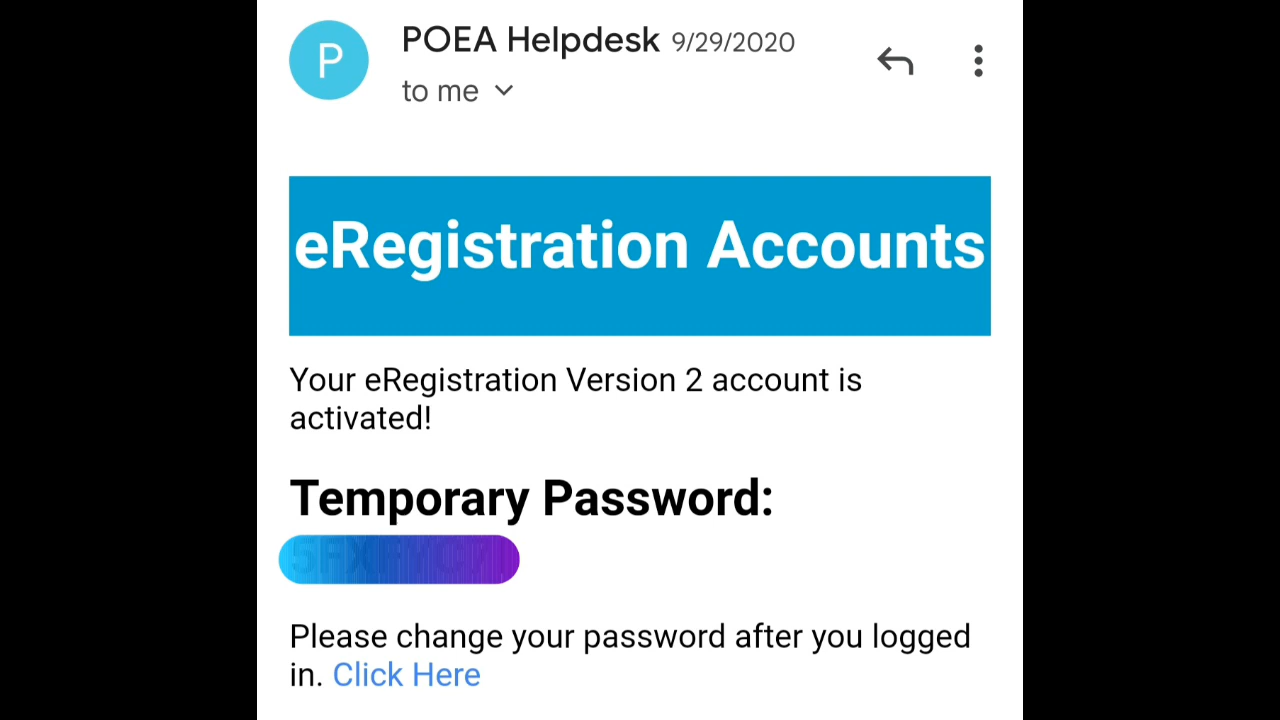 P
POEA Helpdesk 9/29/2020
to me
eRegistration Accounts
Your eRegistration Version 2 account is
activated!
Temporary Password:
Please change your password after you logged
in. Click Here